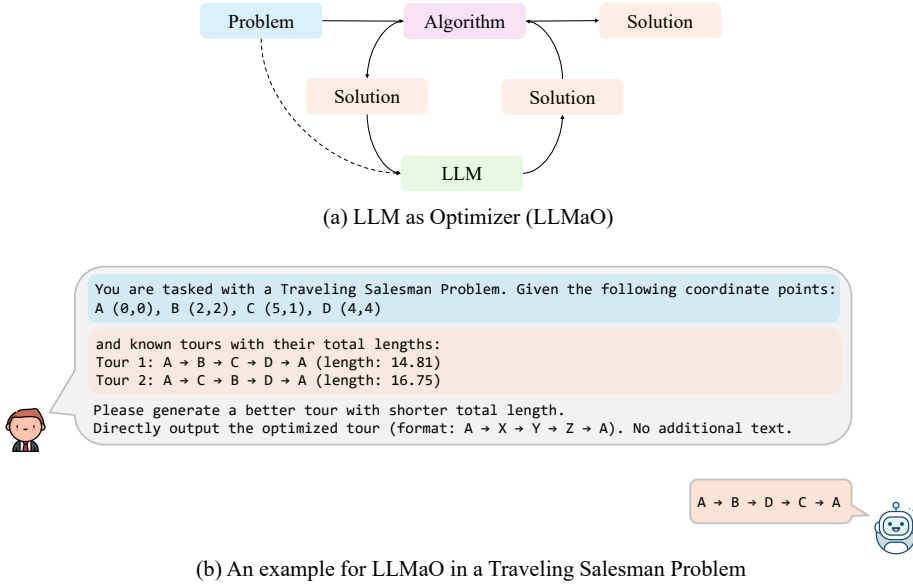 Problem
Algorithm
Solution
Solution
Solution
LLM
(a) LLM as Optimizer (LLMaO)
You are tasked with a Traveling Salesman Problem. Given the following coordinate points:
A (0,0), B (2,2), C (5,1), D (4,4)
and known tours with their total lengths:
Tour 1: A → B → C → D → A (length: 14.81)
Tour 2: A → C → B → D → A (length: 16.75)
Please generate a better tour with shorter total length.
Directly output the optimized tour (format: A → X → Y → Z → A). No additional text.
A → B → D → C → A
(b) An example for LLMaO in a Traveling Salesman Problem